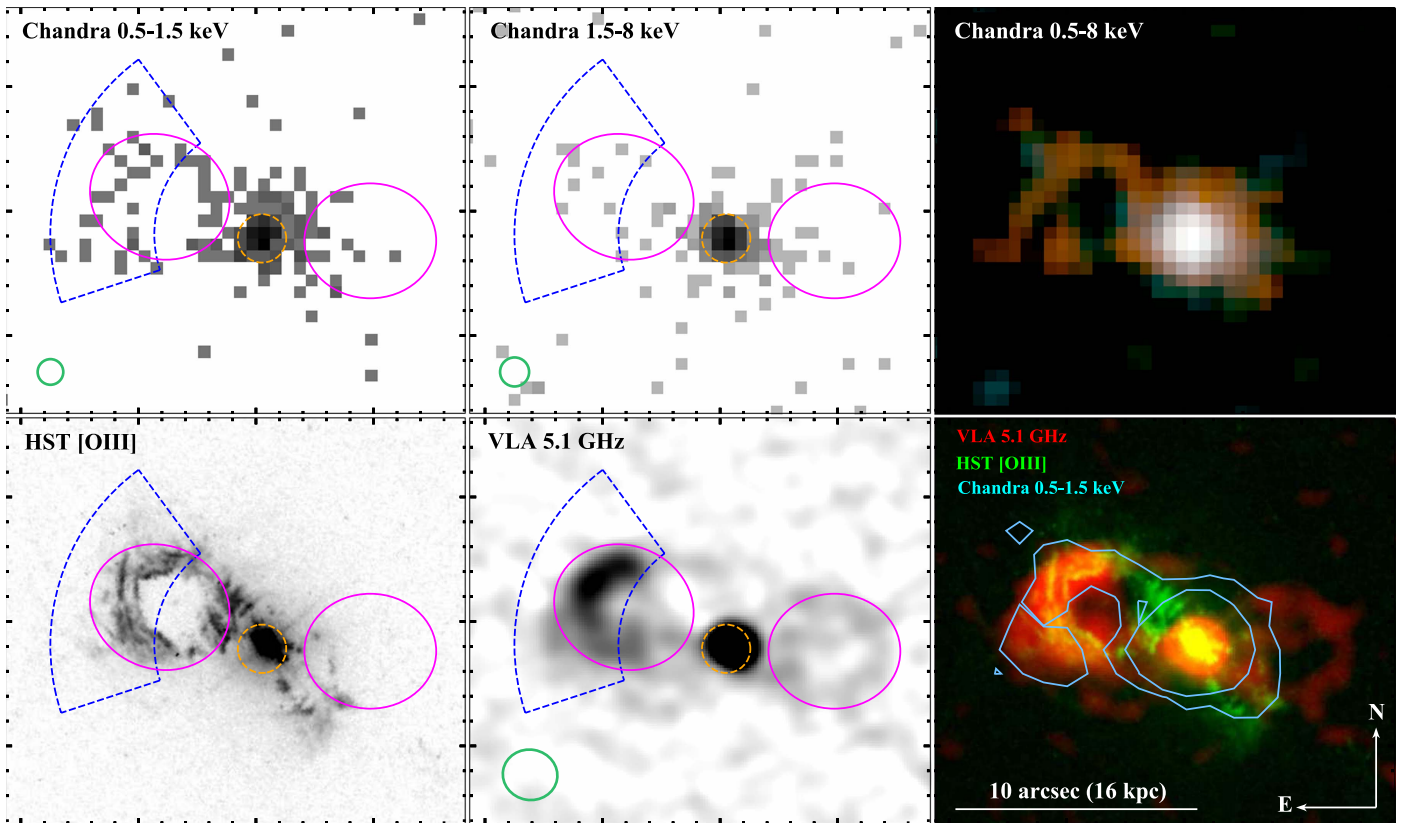 Chandra 0.5-1.5 keV
Chandra 1.5-8 keV
Chandra 0.5-8 keV
HST [OIII]
VLA 5.1 GHz
VLA 5.1 GHz
HST [OIII]
Chandra 0.5-1.5 keV
10 arcsec (16 kpc)
N
E